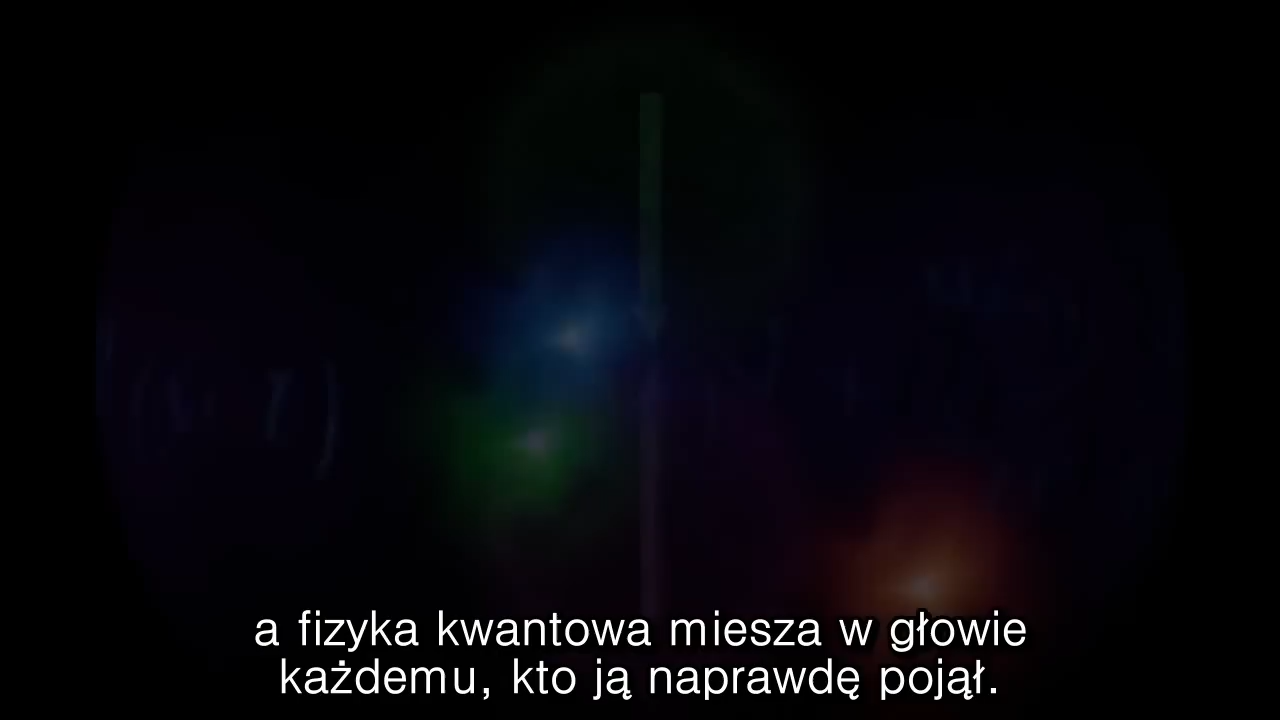 a fizyka kwantowa miesza w głowie
każdemu, kto ją naprawdę pojął.